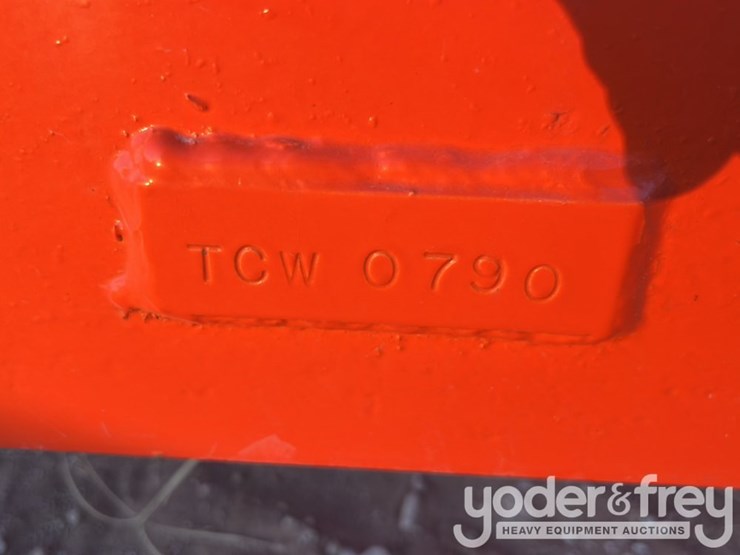 TCW 0790
yoder&frey
HEAVY EQUIPMENT AUCTIONS